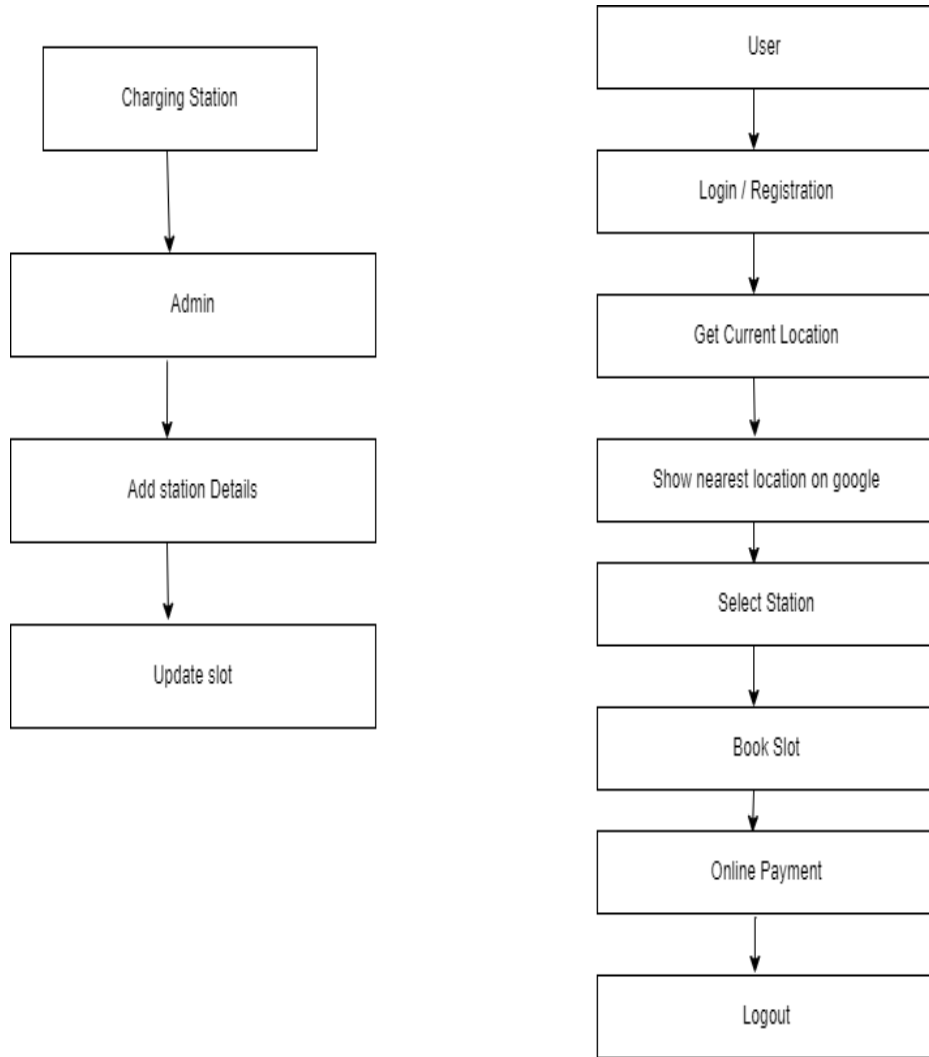 Charging Station
Admin
Add station Details
Update slot
User
Login / Registration
Get Current Location
Show nearest location on google
Select Station
Book Slot
Online Payment
Logout